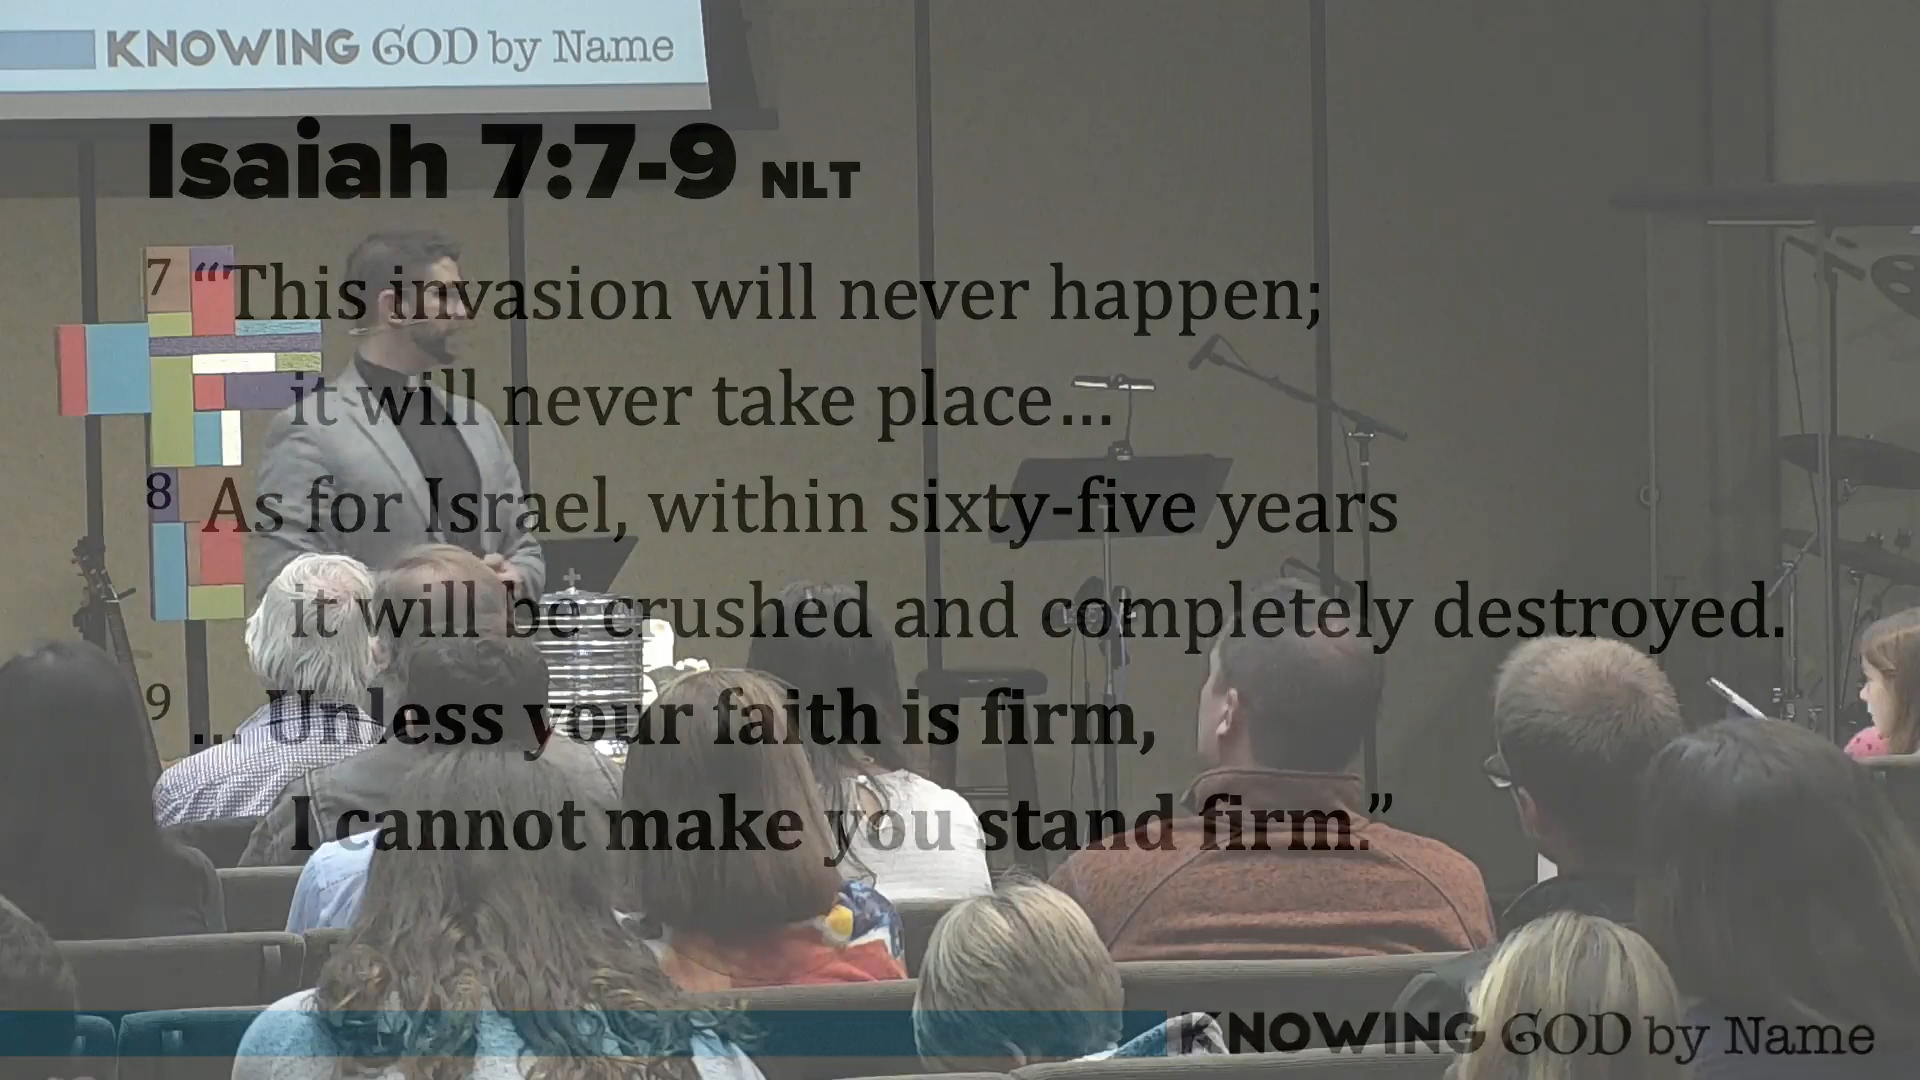 KNOWING GOD by Name
Isaiah 7:7-9 NLT
7 “This invasion will never happen;
it will never take place…
8 As for Israel, within sixty-five years
it will be crushed and completely destroyed.
9 … Unless your faith is firm,
I cannot make you stand firm.”
KNOWING GOD by Name